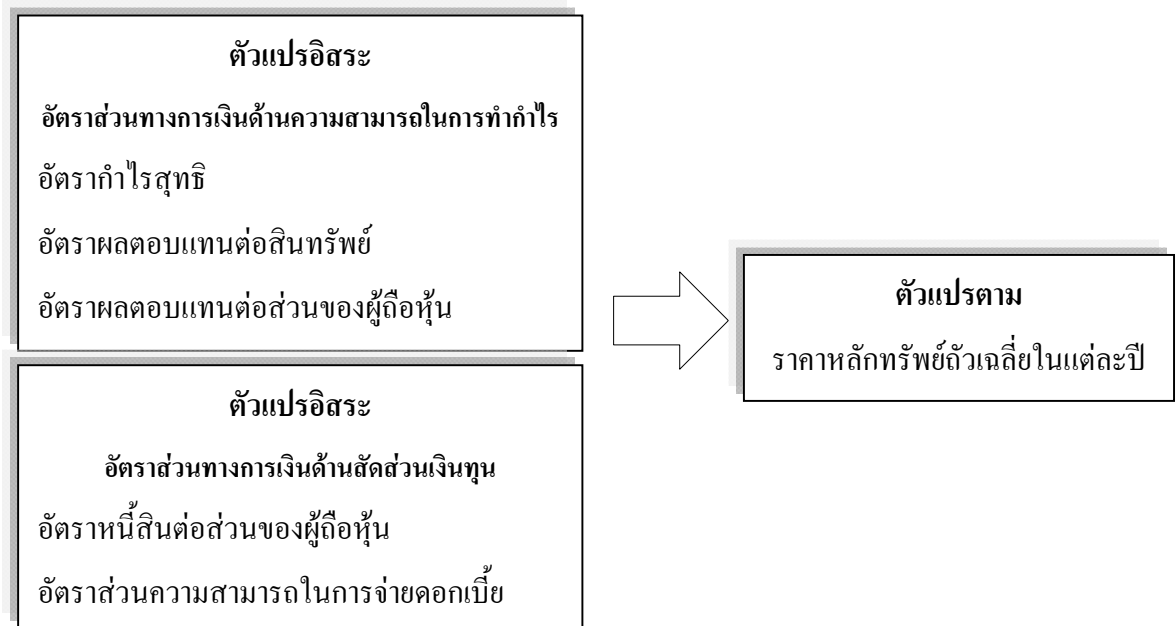 ตัวแปรอิสระ
อัตราส่วนทางการเงินด้านความสามารถในการทำกำไร
อัตรากำไรสุทธิ
อัตราผลตอบแทนต่อสินทรัพย์
อัตราผลตอบแทนต่อส่วนของผู้ถือหุ้น
ตัวแปรอิสระ
อัตราส่วนทางการเงินด้านสัดส่วนเงินทุน
อัตราหนี้สินต่อส่วนของผู้ถือหุ้น
อัตราส่วนความสามารถในการจ่ายดอกเบี้ย
ตัวแปรตาม
ราคาหลักทรัพย์ถัวเฉลี่ยในแต่ละปี